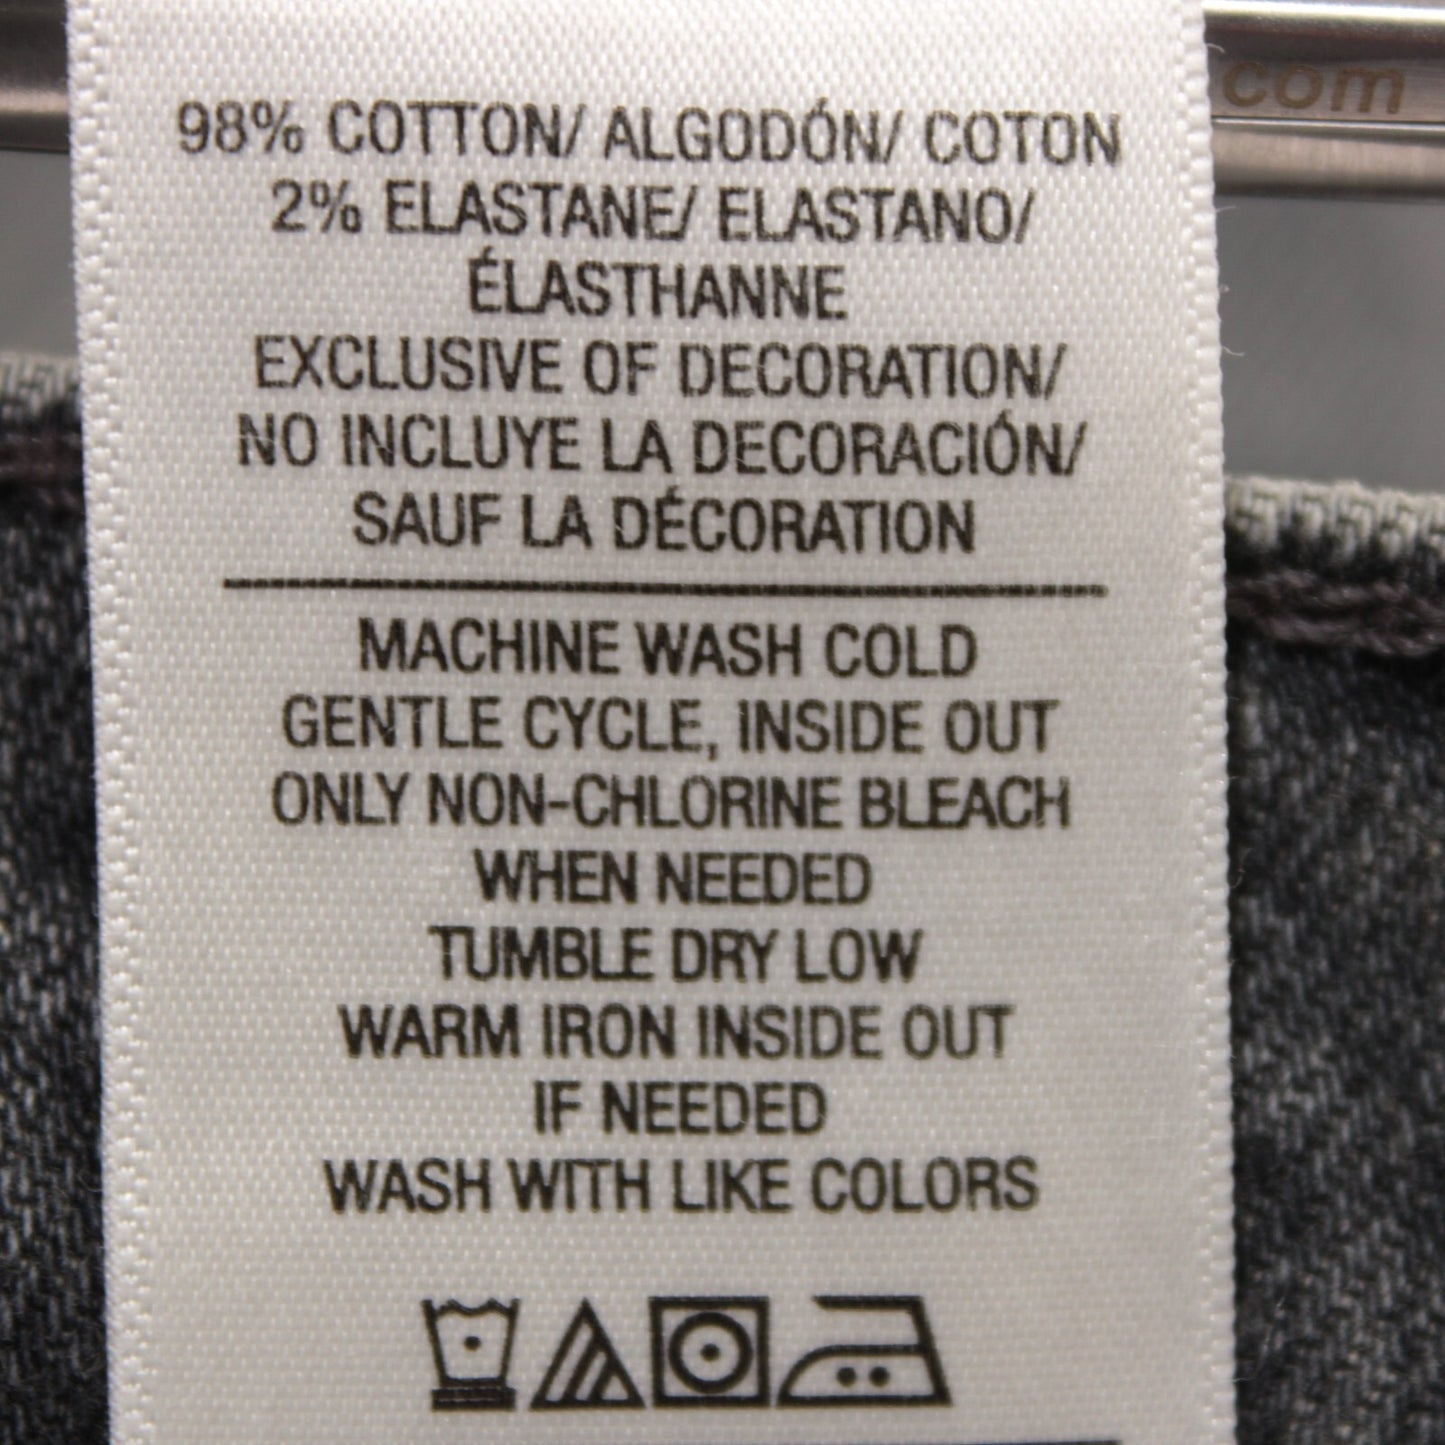 com
98% COTTON/ ALGODÓN/ COTON
2% ELASTANE/ ELASTANO/
ÉLASTHANNE
EXCLUSIVE OF DECORATION/
NO INCLUYE LA DECORACIÓN/
SAUF LA DÉCORATION
MACHINE WASH COLD
GENTLE CYCLE, INSIDE OUT
ONLY NON-CHLORINE BLEACH
WHEN NEEDED
TUMBLE DRY LOW
WARM IRON INSIDE OUT
IF NEEDED
WASH WITH LIKE COLORS